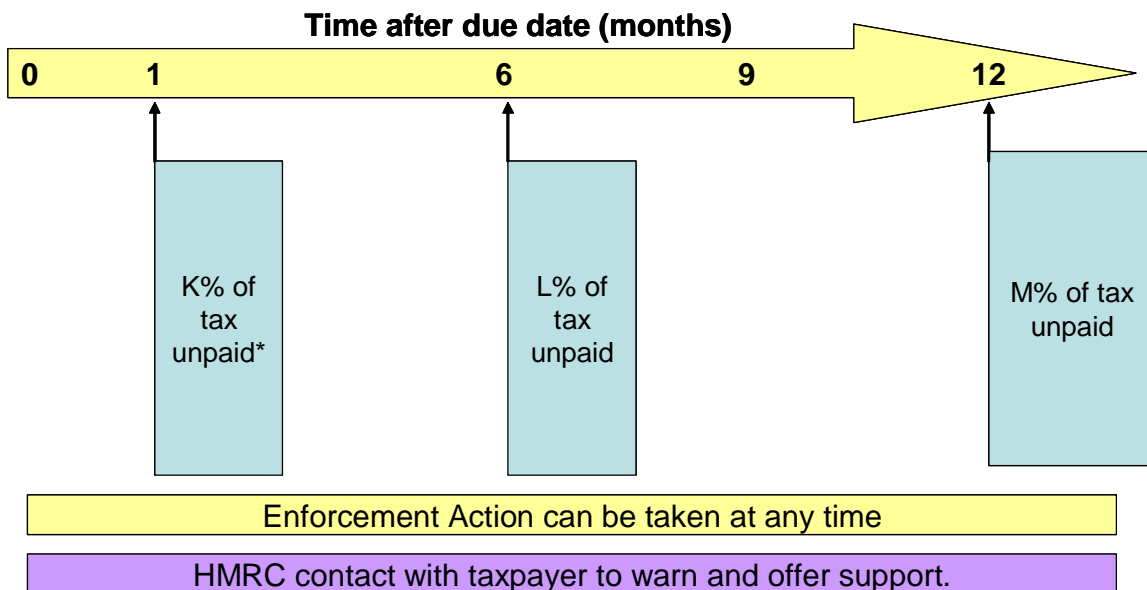 Time after due date (months)
0 1 6 9 12
K% of
tax
unpaid*
L% of
tax
unpaid
M% of tax
unpaid
Enforcement Action can be taken at any time
HMRC contact with taxpayer to warn and offer support.